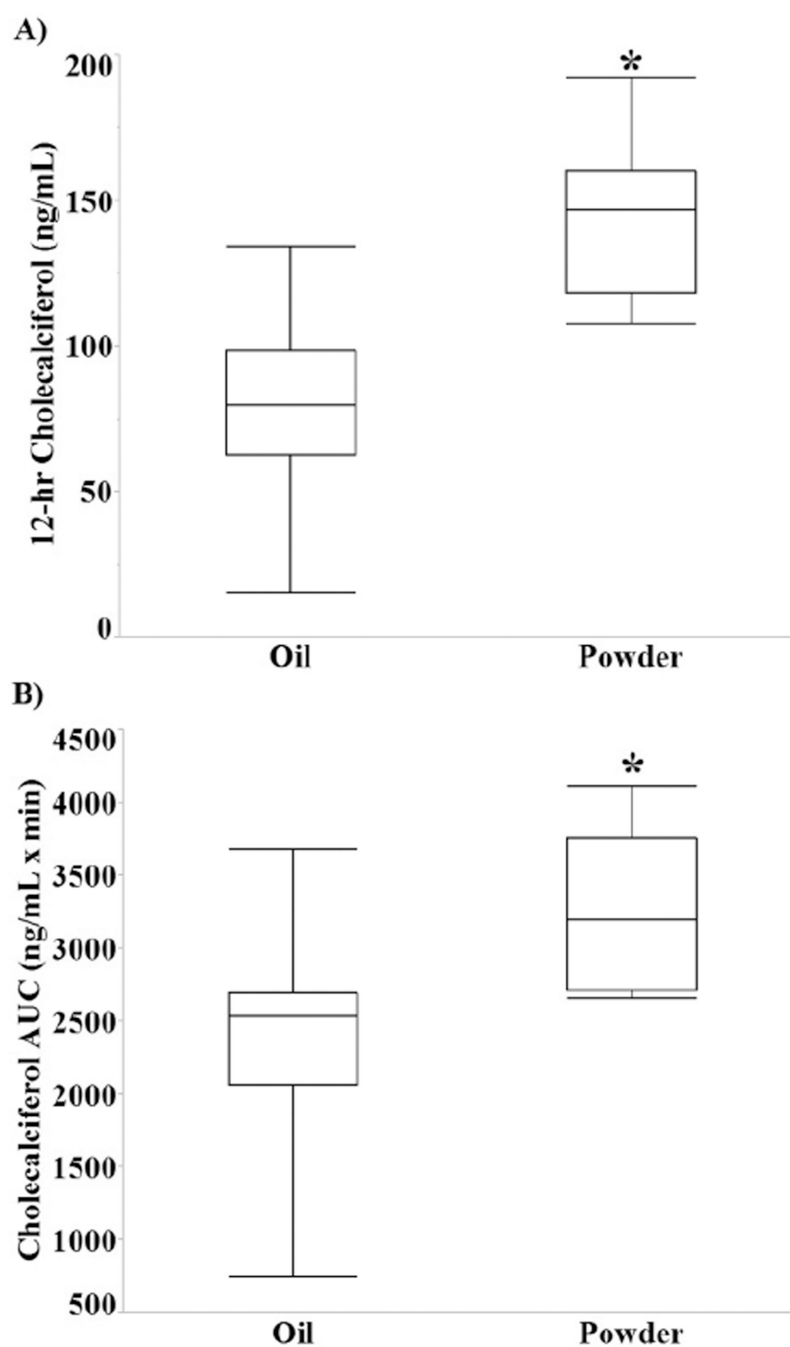 A)
12-hr Cholecalciferol (ng/mL)
200
150
100
50
0
*
Oil Powder
B)
Cholecalciferol AUC (ng/mL x min)
4500
4000
3500
3000
2500
2000
1500
1000
500
*
Oil Powder